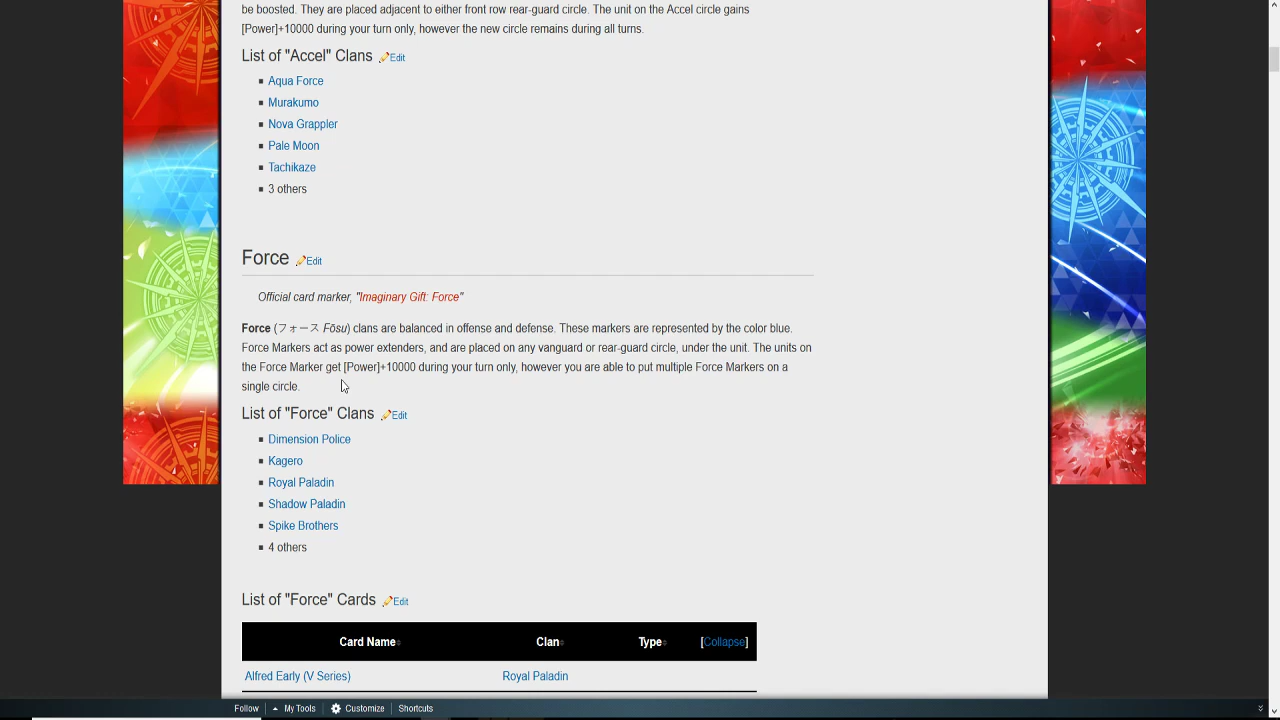 be boosted. They are placed adjacent to either front row rear-guard circle. The unit on the Accel circle gains
[Power]+10000 during your turn only, however the new circle remains during all turns.
List of "Accel" Clans Edit
Aqua Force
Murakumo
Nova Grappler
Pale Moon
Tachikaze
3 others
Force Edit
Official card marker, "Imaginary Gift: Force"
Force (フォース Fōsu) clans are balanced in offense and defense. These markers are represented by the color blue.
Force Markers act as power extenders, and are placed on any vanguard or rear-guard circle, under the unit. The units on
the Force Marker get [Power]+10000 during your turn only, however you are able to put multiple Force Markers on a
single circle.
List of "Force" Clans Edit
Dimension Police
Kagero
Royal Paladin
Shadow Paladin
Spike Brothers
4 others
List of "Force" Cards Edit
Card Name Clan Type [Collapse]
Alfred Early (V Series) Royal Paladin
Follow My Tools Customize Shortcuts